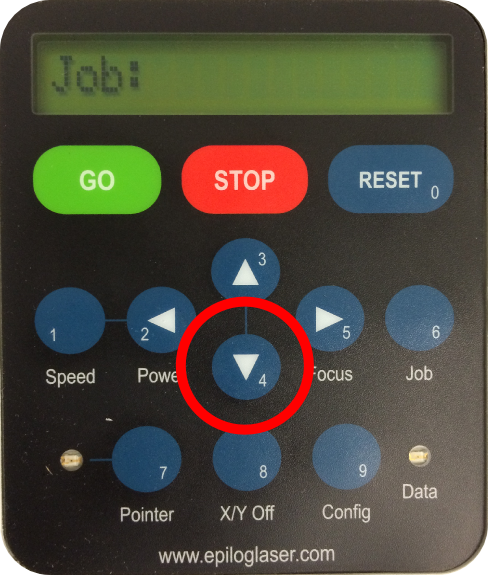 Job:
GO STOP RESET 0
3
1 2 5 6
4
Speed Power Focus Job
7 8 9
Data
Pointer X/Y Off Config
www.epiloglaser.com